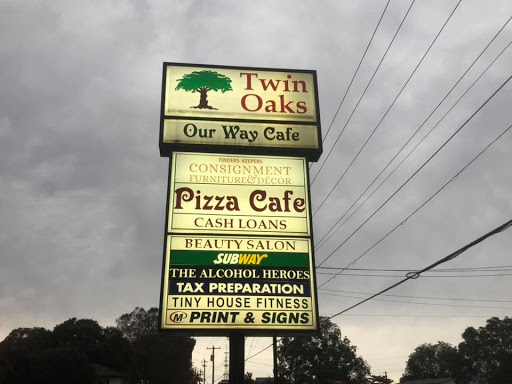 Twin
Oaks
Our Way Cafe
FINDERS KEEPERS
CONSIGNMENT
FURNITURE & DÉCOR
Pizza Cafe
CASH LOANS
BEAUTY SALON
SUBWAY
THE ALCOHOL HEROES
TAX PREPARATION
TINY HOUSE FITNESS
M PRINT & SIGNS